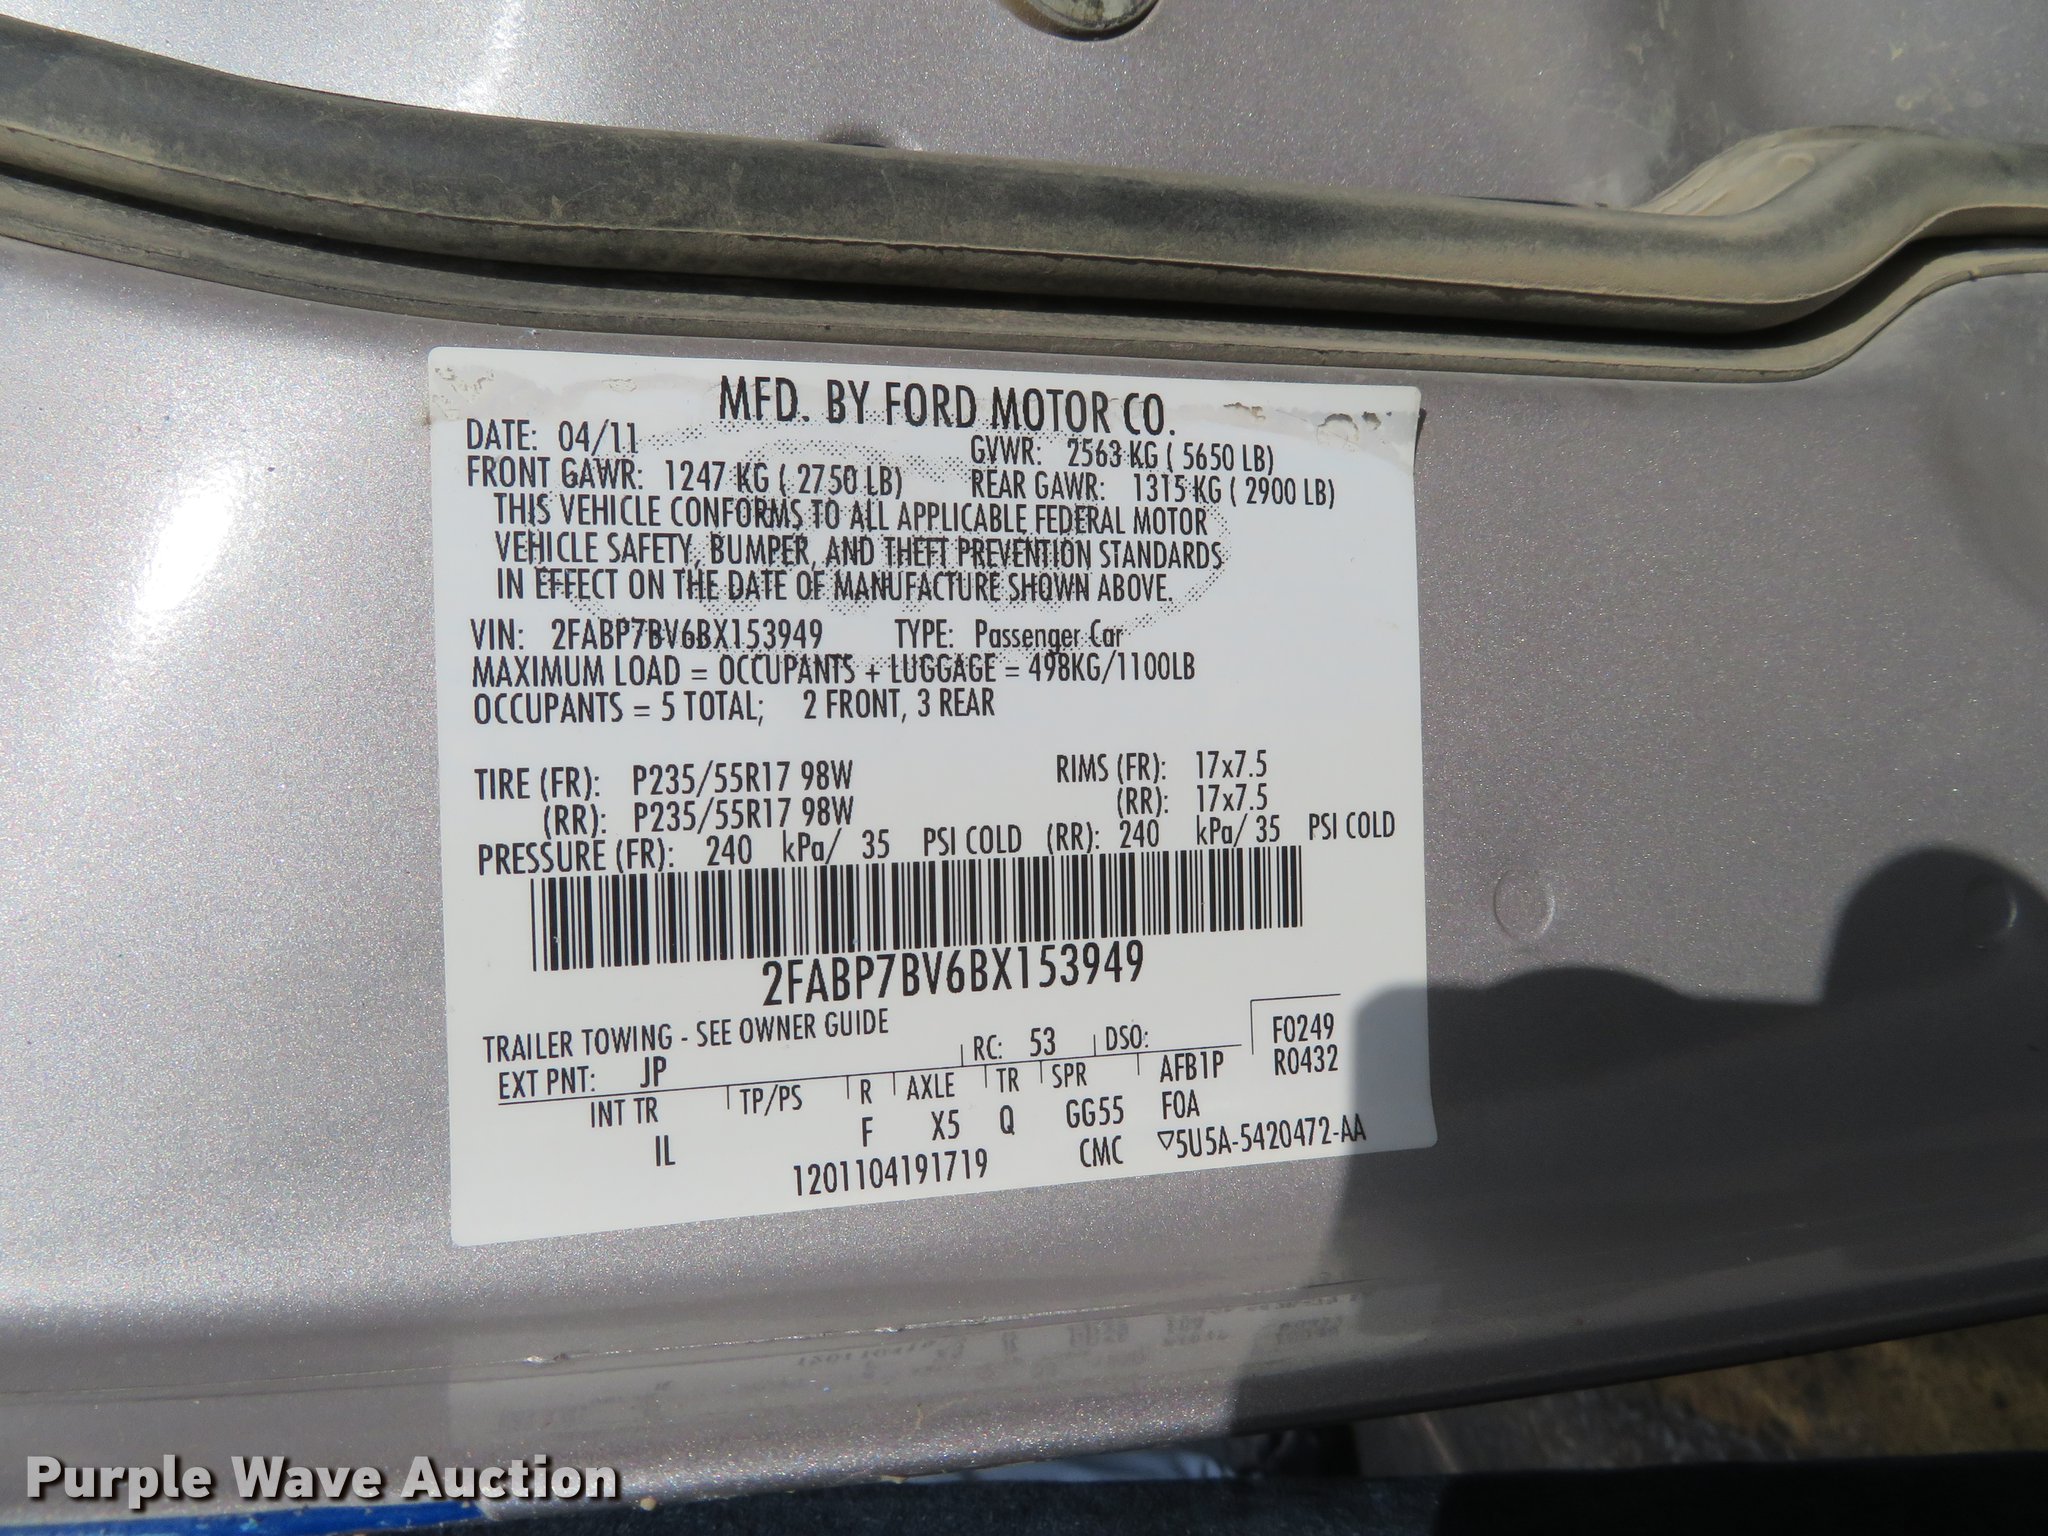 MFD. BY FORD MOTOR CO.
DATE: 04/11 GVWR: 2563 KG ( 5650 LB)
FRONT GAWR: 1247 KG ( 2750 LB) REAR GAWR: 1315 KG ( 2900 LB)
THIS VEHICLE CONFORMS TO ALL APPLICABLE FEDERAL MOTOR
VEHICLE SAFETY, BUMPER, AND THEFT PREVENTION STANDARDS
IN EFFECT ON THE DATE OF MANUFACTURE SHOWN ABOVE.
VIN: 2FABP7BV6BX153949 TYPE: Passenger Car
MAXIMUM LOAD = OCCUPANTS + LUGGAGE = 498KG/1100LB
OCCUPANTS = 5 TOTAL; 2 FRONT, 3 REAR
TIRE (FR): P235/55R17 98W RIMS (FR): 17x7.5
(RR): P235/55R17 98W (RR): 17x7.5
PRESSURE (FR): 240 kPa/ 35 PSI COLD (RR): 240 kPa/ 35 PSI COLD
2FABP7BV6BX153949
TRAILER TOWING - SEE OWNER GUIDE
EXT PNT: JP RC: 53 DSO: F0249
INT TR TP/PS R AXLE TR SPR AFB1P R0432
IL F X5 Q GG55 FOA
1201104191719 CMC ▽5U5A-5420472-AA
Purple Wave Auction